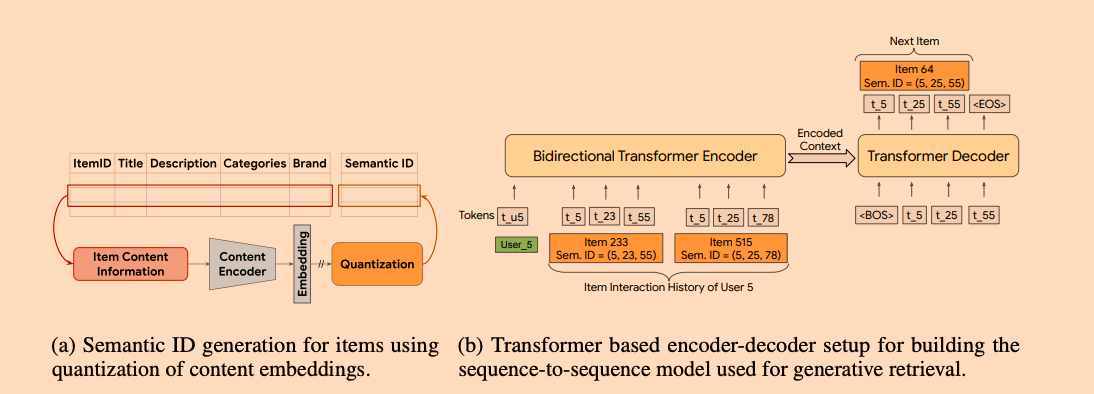 ItemID Title Description Categories Brand Semantic ID
Item Content
Information
Content
Encoder
Embedding
//
Quantization
(a) Semantic ID generation for items using
quantization of content embeddings.
Next Item
Item 64
Sem. ID = (5, 25, 55)
t_5 t_25 t_55 <EOS>
Bidirectional Transformer Encoder
Encoded
Context
Transformer Decoder
Tokens t_u5 t_5 t_23 t_55 t_5 t_25 t_78
<BOS> t_5 t_25 t_55
User_5
Item 233
Sem. ID = (5, 23, 55)
Item 515
Sem. ID = (5, 25, 78)
Item Interaction History of User 5
(b) Transformer based encoder-decoder setup for building the
sequence-to-sequence model used for generative retrieval.